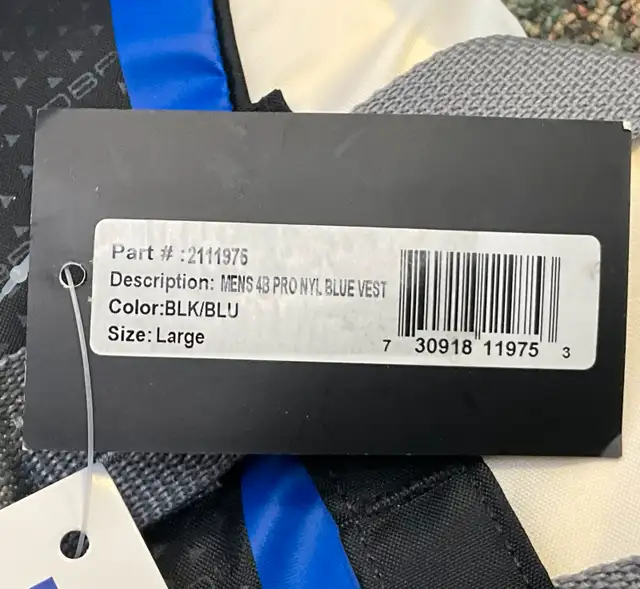 Part # :2111976
Description: MENS 4B PRO NYL BLUE VEST
Color:BLK/BLU
Size: Large
7 30918 11975 3